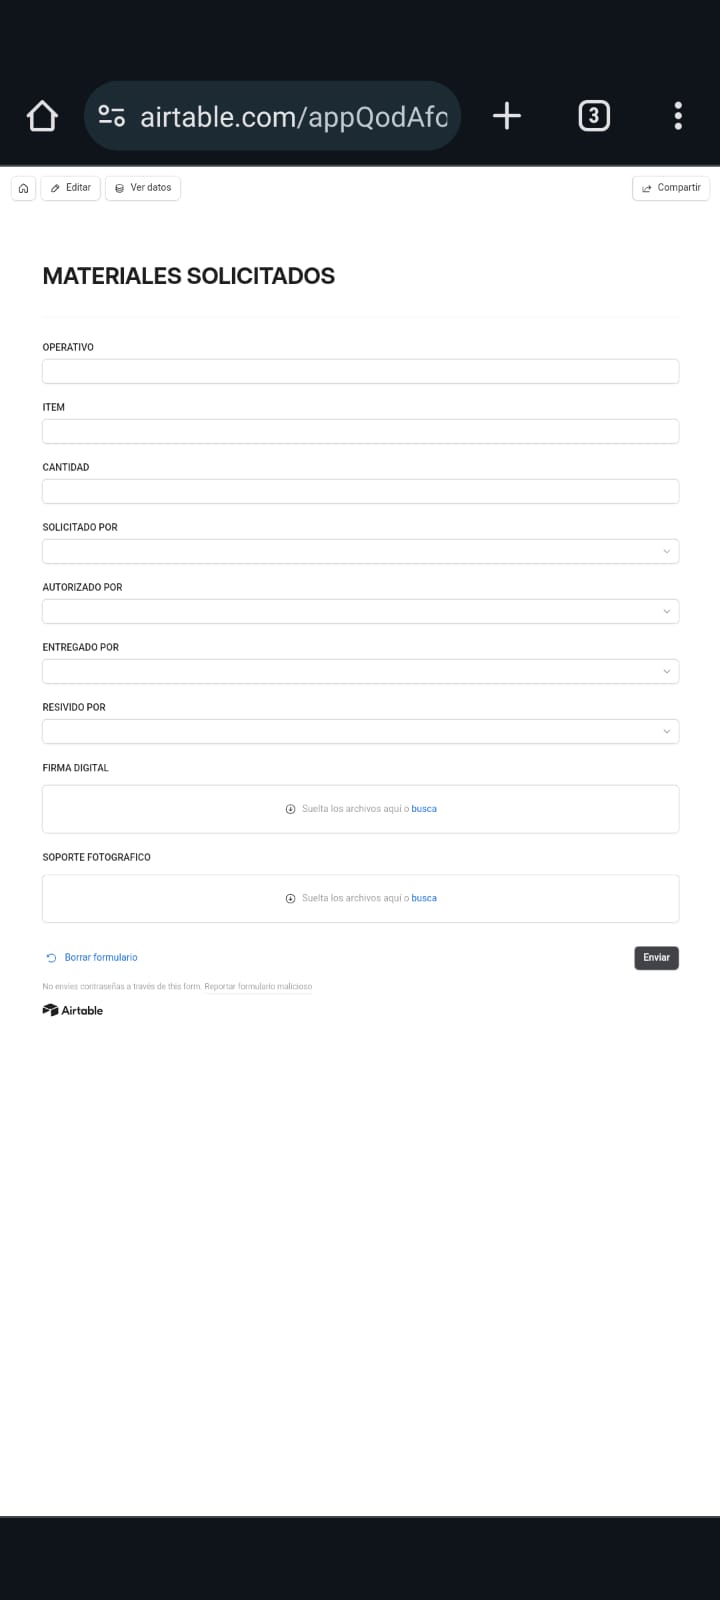 airtable.com/appQodAfo
3
Editar
Ver datos
Compartir
MATERIALES SOLICITADOS
OPERATIVO
ITEM
CANTIDAD
SOLICITADO POR
AUTORIZADO POR
ENTREGADO POR
RESIVIDO POR
FIRMA DIGITAL
Suelta los archivos aquí o busca
SOPORTE FOTOGRAFICO
Suelta los archivos aquí o busca
Borrar formulario
Enviar
No envíes contraseñas a través de this form. Reportar formulario malicioso
Airtable